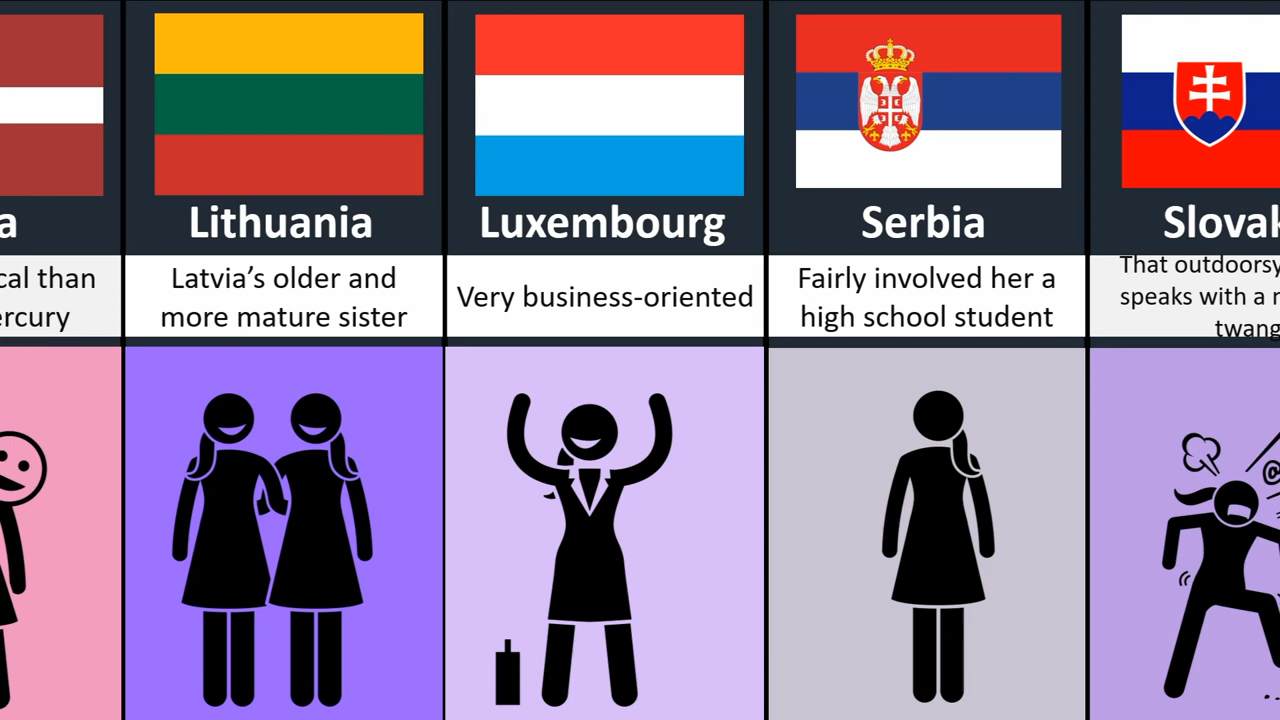 a
Lithuania
Luxembourg
Serbia
Slovak
cal than
ercury
Latvia’s older and
more mature sister
Very business-oriented
Fairly involved her a
high school student
That outdoorsy
speaks with a
twang
@